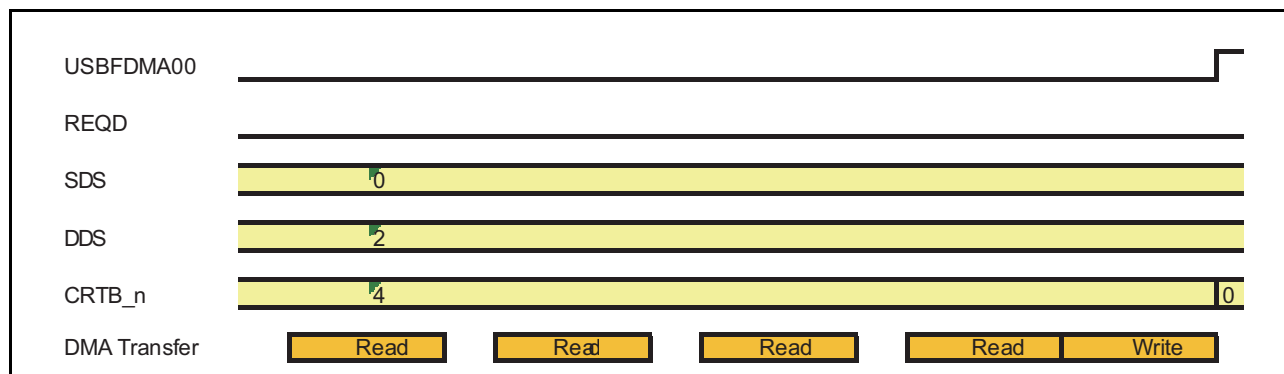 USBFDMA00
REQD
SDS 0
DDS 2
CRTB_n 4 0
DMA Transfer Read Read Read Read Write